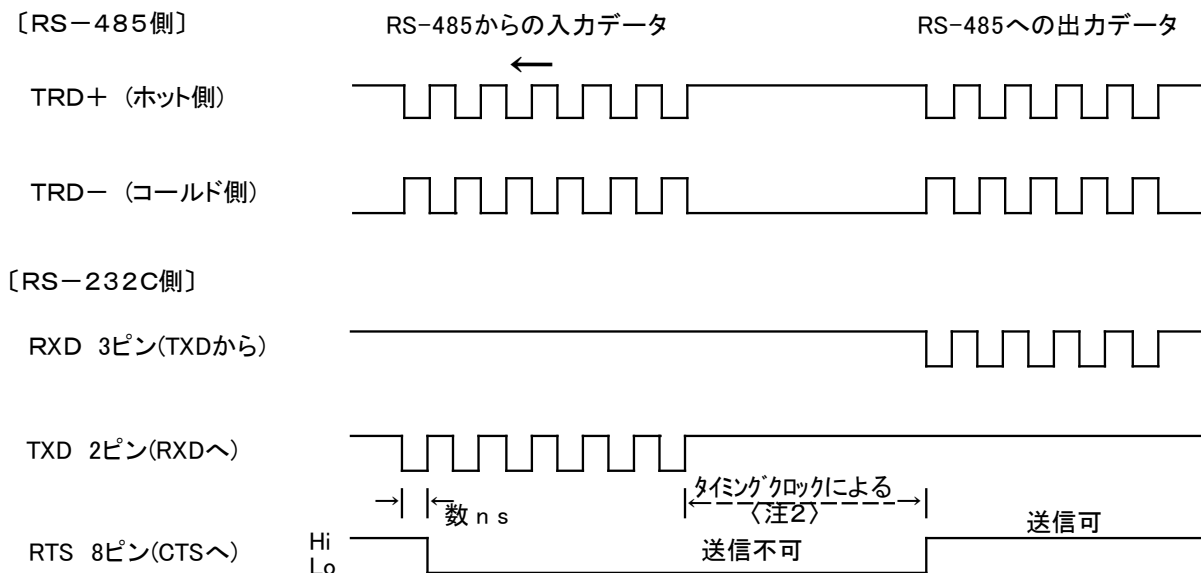 〔RS－485側〕 RS-485からの入力データ RS-485への出力データ
←
TRD＋ (ホット側)
TRD－ (コールド側)
〔RS－232C側〕
RXD 3ピン(TXDから)
TXD 2ピン(RXDへ)
→ ← 数ns タイミングクロックによる
〈注2〉
送信可
RTS 8ピン(CTSへ) Hi 送信不可
Lo